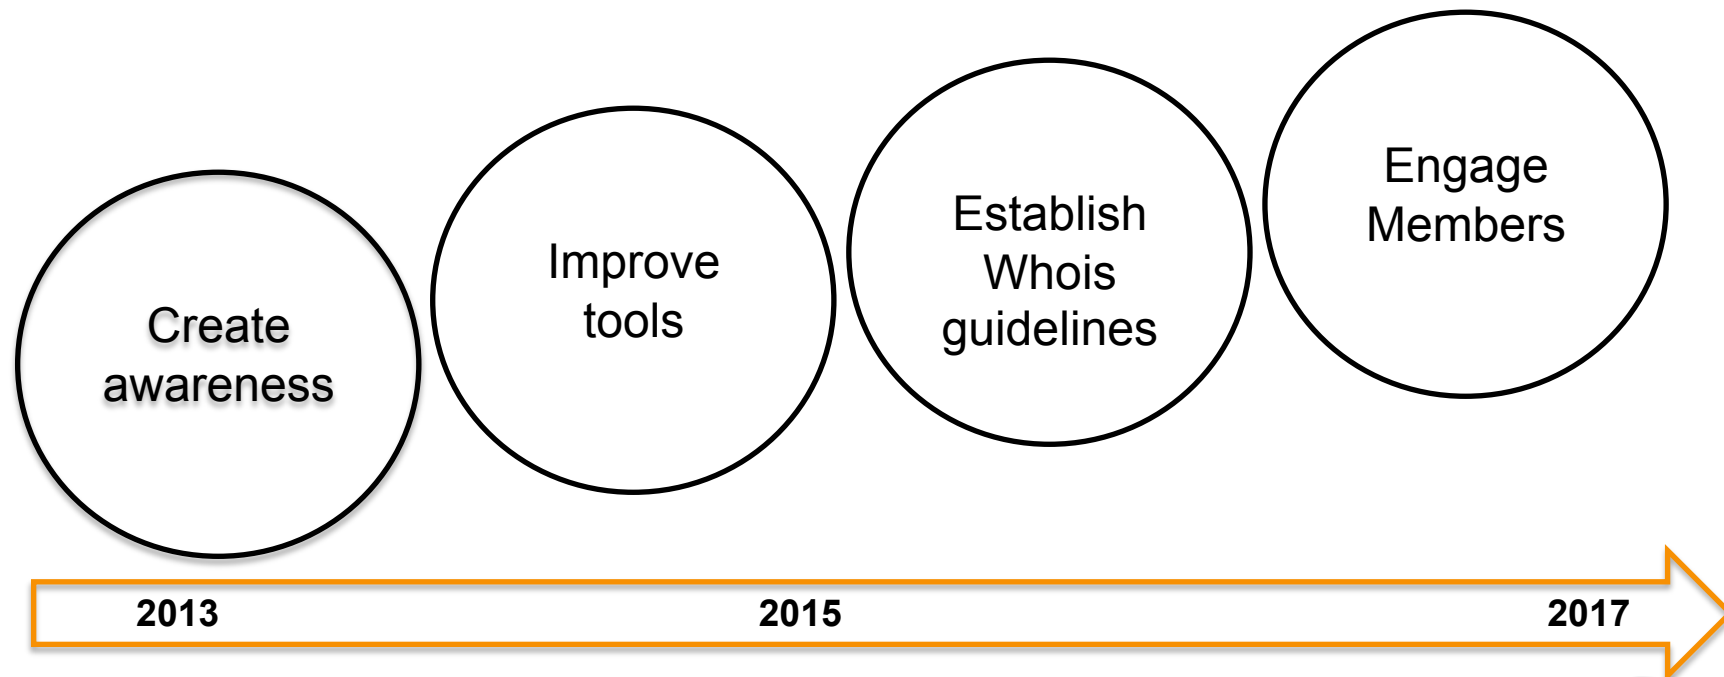 Create
awareness
Improve
tools
Establish
Whois
guidelines
Engage
Members
2013
2015
2017